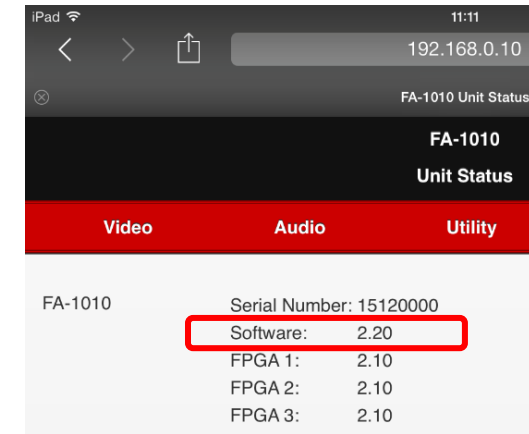 iPad 11:11
192.168.0.10
FA-1010 Unit Status
FA-1010
Unit Status
Video Audio Utility
FA-1010 Serial Number: 15120000
Software: 2.20
FPGA 1: 2.10
FPGA 2: 2.10
FPGA 3: 2.10